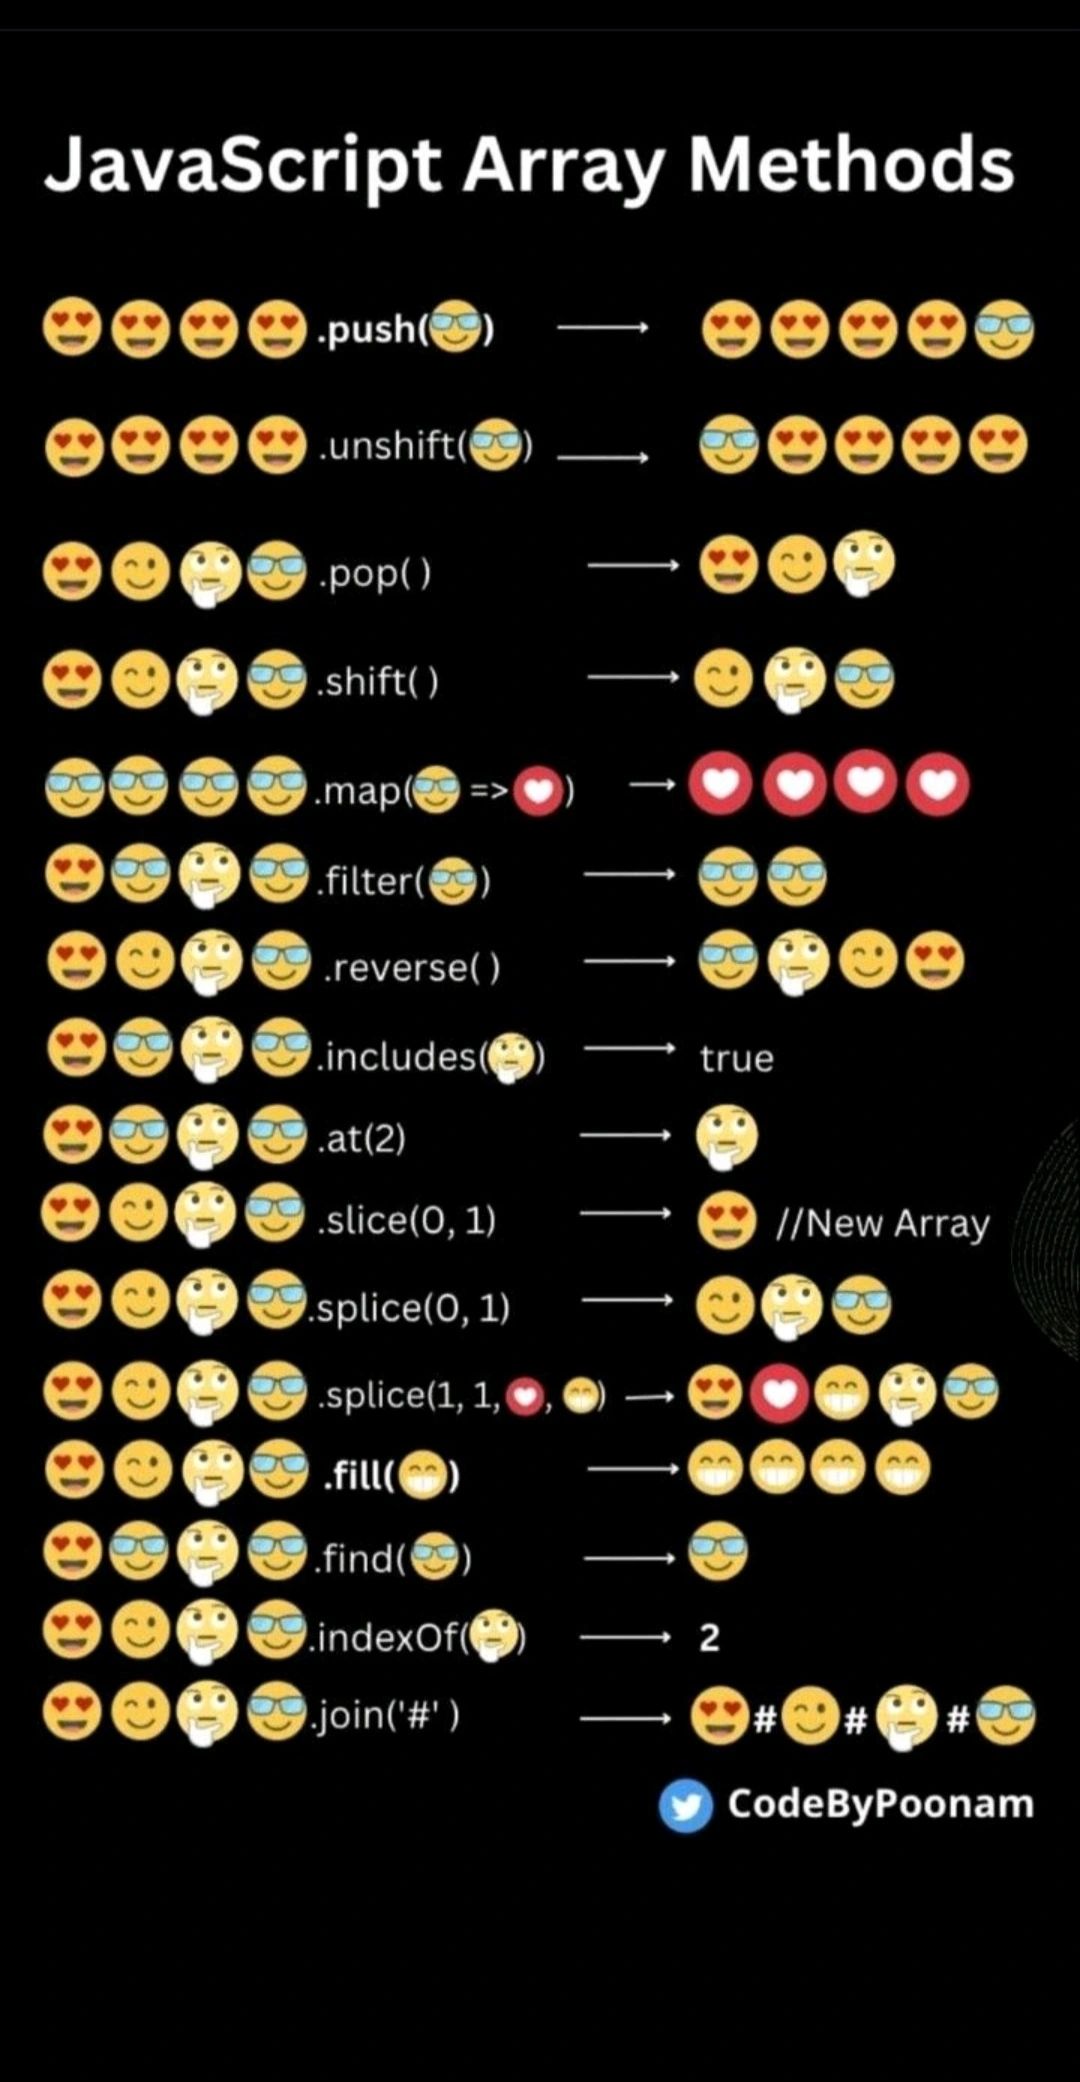 JavaScript Array Methods
😍😍😍😍.push(😎) → 😍😍😍😍😎
😍😍😍😍.unshift(😎) → 😎😍😍😍😍
😍😉🤔😎.pop( ) → 😍😉🤔
😍😉🤔😎.shift( ) → 😉🤔😎
😎😎😎😎.map(😎 => ❤) → ❤❤❤❤
😍😎🤔😎.filter(😎) → 😎😎
😍😉🤔😎.reverse( ) → 😎🤔😉😍
😍😎🤔😎.includes(🤔) → true
😍😎🤔😎.at(2) → 🤔
😍😉🤔😎.slice(0, 1) → 😍 //New Array
😍😉🤔😎.splice(0, 1) → 😉🤔😎
😍😉🤔😎.splice(1, 1, ❤, 😁) → 😍❤😁🤔😎
😍😉🤔😎.fill(😁) → 😁😁😁😁
😍😎🤔😎.find(😎) → 😎
😍😉🤔😎.indexOf(🤔) → 2
😍😉🤔😎.join('#' ) → 😍#😉#🤔#😎
CodeByPoonam